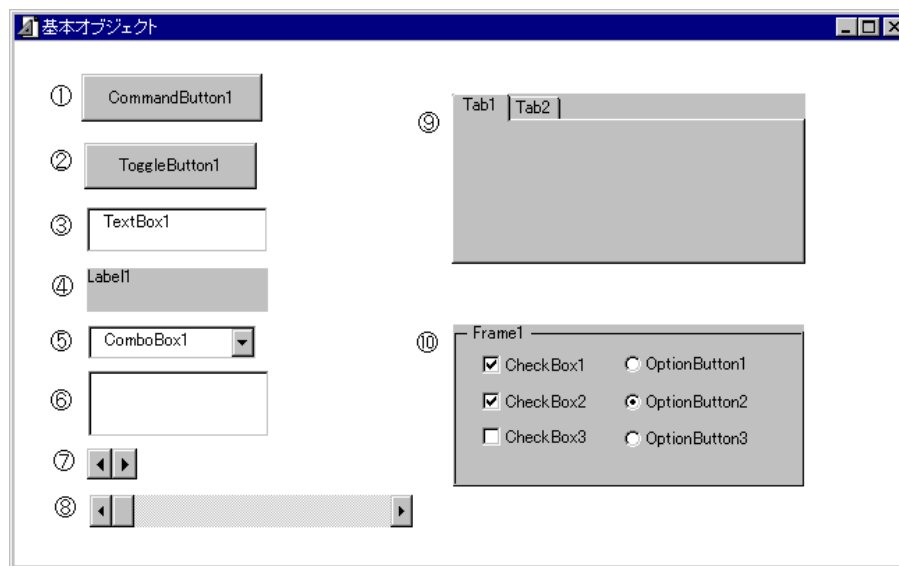 基本オブジェクト
① CommandButton1
② ToggleButton1
③ TextBox1
④ Label1
⑤ ComboBox1
⑥
⑦
⑧
⑨ Tab1 Tab2
⑩ Frame1
CheckBox1 OptionButton1
CheckBox2 OptionButton2
CheckBox3 OptionButton3